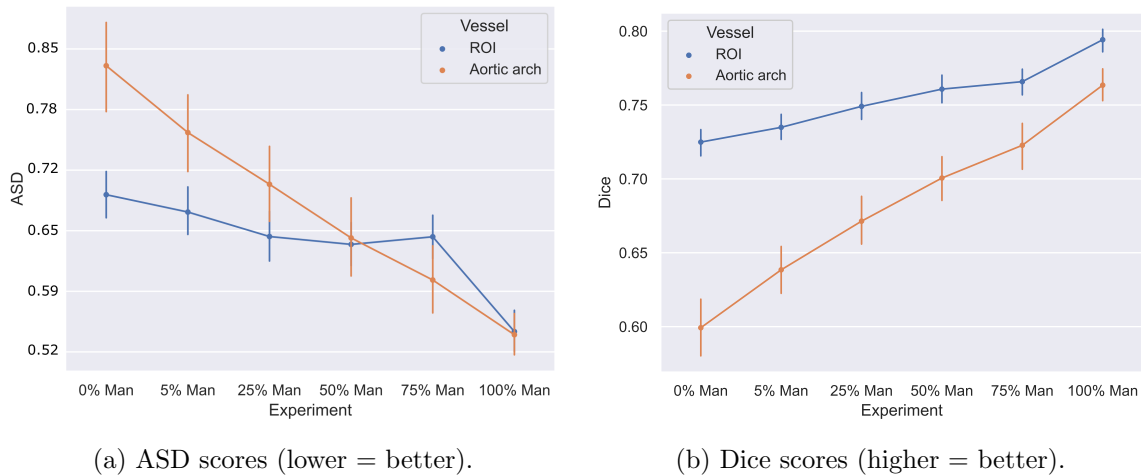 Vessel
ROI
Aortic arch
0.85
0.78
0.72
0.65
0.59
0.52
ASD
0% Man 5% Man 25% Man 50% Man 75% Man 100% Man
Experiment
(a) ASD scores (lower = better).
Vessel
ROI
Aortic arch
0.80
0.75
0.70
0.65
0.60
Dice
0% Man 5% Man 25% Man 50% Man 75% Man 100% Man
Experiment
(b) Dice scores (higher = better).